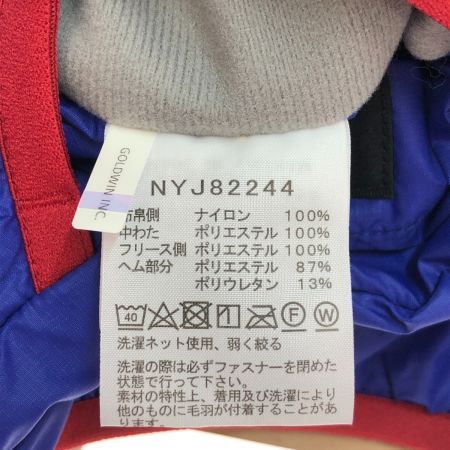 GOLDWIN INC.
NYJ82244
布帛側 ナイロン 100%
中わた ポリエステル 100%
フリース側 ポリエステル 100%
ヘム部分 ポリエステル 87%
ポリウレタン 13%
40 F W
洗濯ネット使用、弱く絞る
洗濯の際は必ずファスナーを閉めた
状態で行って下さい。
素材の特性上、着用及び洗濯により
他のものに毛羽が付着することがあ
ります。